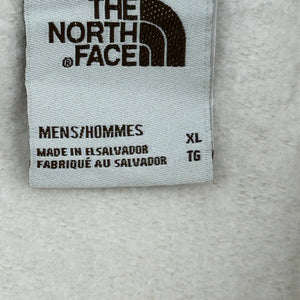 THE
NORTH
® FACE
MENS/HOMMES XL
MADE IN ELSALVADOR TG
FABRIQUÉ AU SALVADOR